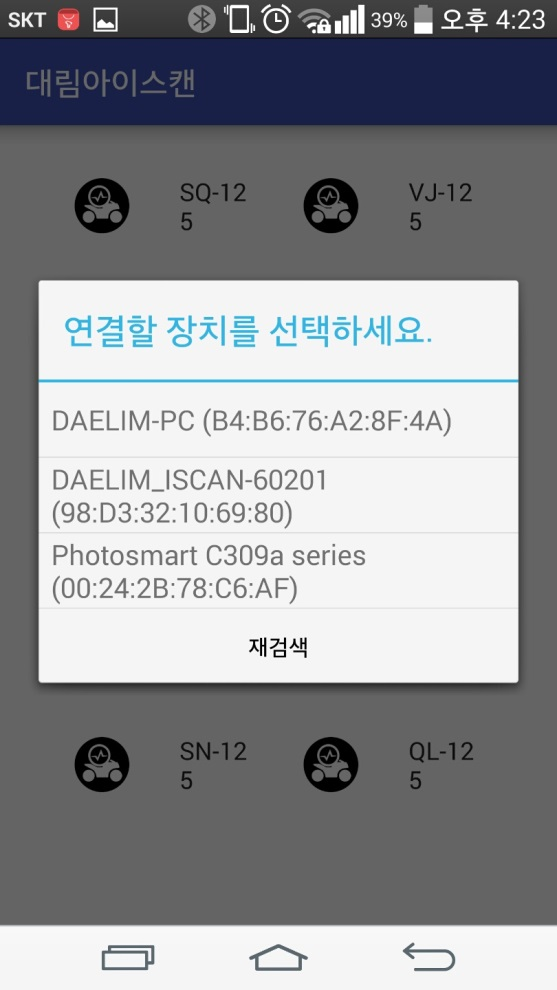 SKT 39% 오후 4:23
대림아이스캔
SQ-12 VJ-12
5 5
연결할 장치를 선택하세요.
DAELIM-PC (B4:B6:76:A2:8F:4A)
DAELIM_ISCAN-60201
(98:D3:32:10:69:80)
Photosmart C309a series
(00:24:2B:78:C6:AF)
재검색
SN-12 QL-12
5 5